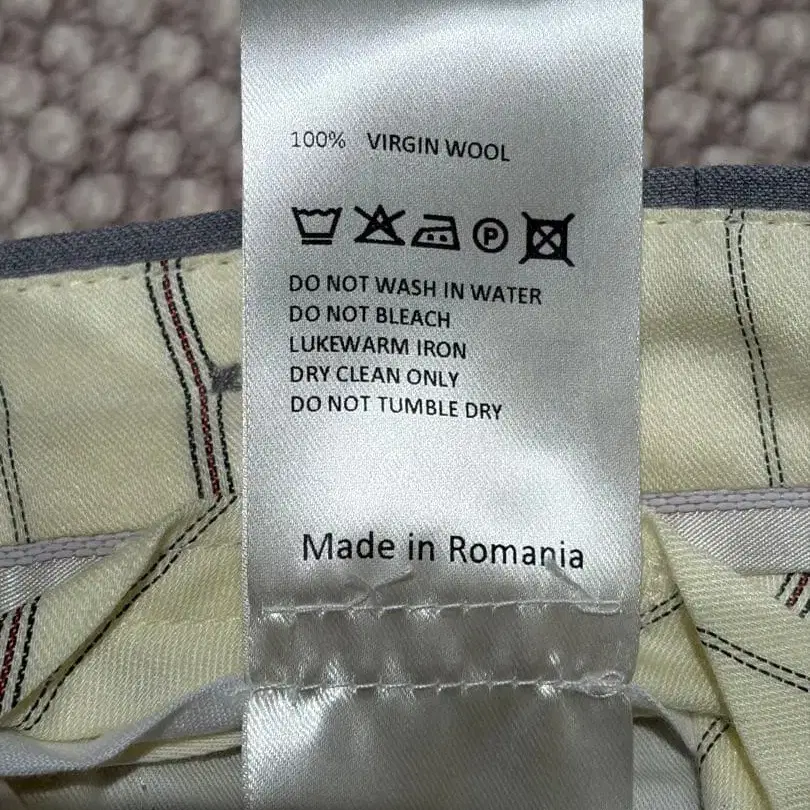 100% VIRGIN WOOL
P
DO NOT WASH IN WATER
DO NOT BLEACH
LUKEWARM IRON
DRY CLEAN ONLY
DO NOT TUMBLE DRY
Made in Romania